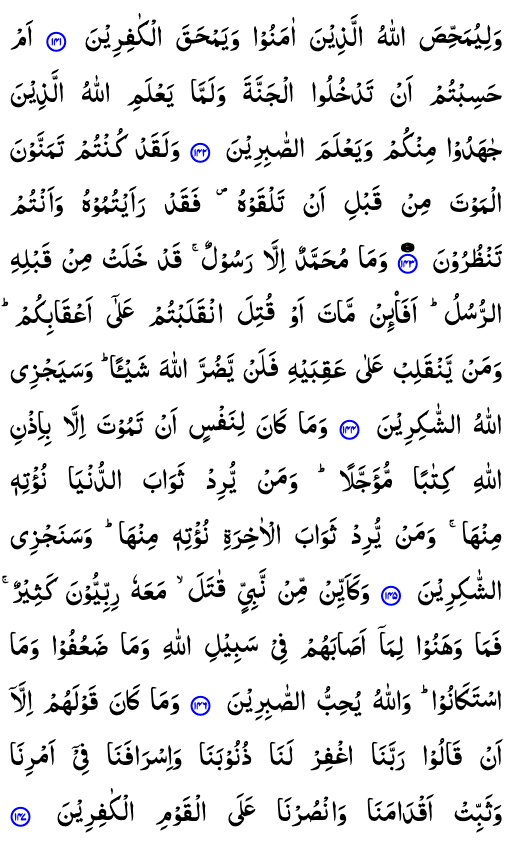 وَلِيُمَحِّصَ اللّٰهُ الَّذِيْنَ اٰمَنُوْا وَيَمْحَقَ الْكٰفِرِيْنَ ﴿۱۴۱﴾ اَمْ
حَسِبْتُمْ اَنْ تَدْخُلُوا الْجَنَّةَ وَلَمَّا يَعْلَمِ اللّٰهُ الَّذِيْنَ
جٰهَدُوْا مِنْكُمْ وَيَعْلَمَ الصّٰبِرِيْنَ ﴿۱۴۲﴾ وَلَقَدْ كُنْتُمْ تَمَنَّوْنَ
الْمَوْتَ مِنْ قَبْلِ اَنْ تَلْقَوْهُ ۪ فَقَدْ رَاَيْتُمُوْهُ وَاَنْتُمْ
تَنْظُرُوْنَ ﴿۱۴۳﴾ وَمَا مُحَمَّدٌ اِلَّا رَسُوْلٌ ۚ قَدْ خَلَتْ مِنْ قَبْلِهِ
الرُّسُلُ ؕ اَفَا۟ئِنْ مَّاتَ اَوْ قُتِلَ انْقَلَبْتُمْ عَلٰٓى اَعْقَابِكُمْ ؕ
وَمَنْ يَّنْقَلِبْ عَلٰى عَقِبَيْهِ فَلَنْ يَّضُرَّ اللّٰهَ شَيْـًٔا ؕ وَسَيَجْزِى
اللّٰهُ الشّٰكِرِيْنَ ﴿۱۴۴﴾ وَمَا كَانَ لِنَفْسٍ اَنْ تَمُوْتَ اِلَّا بِاِذْنِ
اللّٰهِ كِتٰبًا مُّؤَجَّلًا ؕ وَمَنْ يُّرِدْ ثَوَابَ الدُّنْيَا نُؤْتِهٖ
مِنْهَا ۚ وَمَنْ يُّرِدْ ثَوَابَ الْاٰخِرَةِ نُؤْتِهٖ مِنْهَا ؕ وَسَنَجْزِى
الشّٰكِرِيْنَ ﴿۱۴۵﴾ وَكَاَيِّنْ مِّنْ نَّبِىٍّ قٰتَلَ ۙ مَعَهٗ رِبِّيُّوْنَ كَثِيْرٌ ۚ
فَمَا وَهَنُوْا لِمَاۤ اَصَابَهُمْ فِىْ سَبِيْلِ اللّٰهِ وَمَا ضَعُفُوْا وَمَا
اسْتَكَانُوْا ؕ وَاللّٰهُ يُحِبُّ الصّٰبِرِيْنَ ﴿۱۴۶﴾ وَمَا كَانَ قَوْلَهُمْ اِلَّاۤ
اَنْ قَالُوْا رَبَّنَا اغْفِرْ لَنَا ذُنُوْبَنَا وَاِسْرَافَنَا فِىْۤ اَمْرِنَا
وَثَبِّتْ اَقْدَامَنَا وَانْصُرْنَا عَلَى الْقَوْمِ الْكٰفِرِيْنَ ﴿۱۴۷﴾